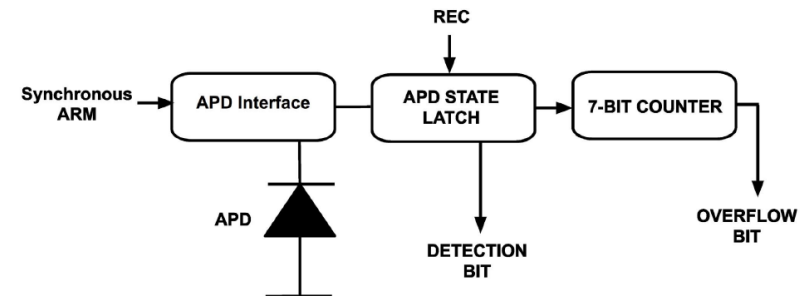 REC
Synchronous
ARM
APD Interface
APD STATE
LATCH
7-BIT COUNTER
APD
DETECTION
BIT
OVERFLOW
BIT